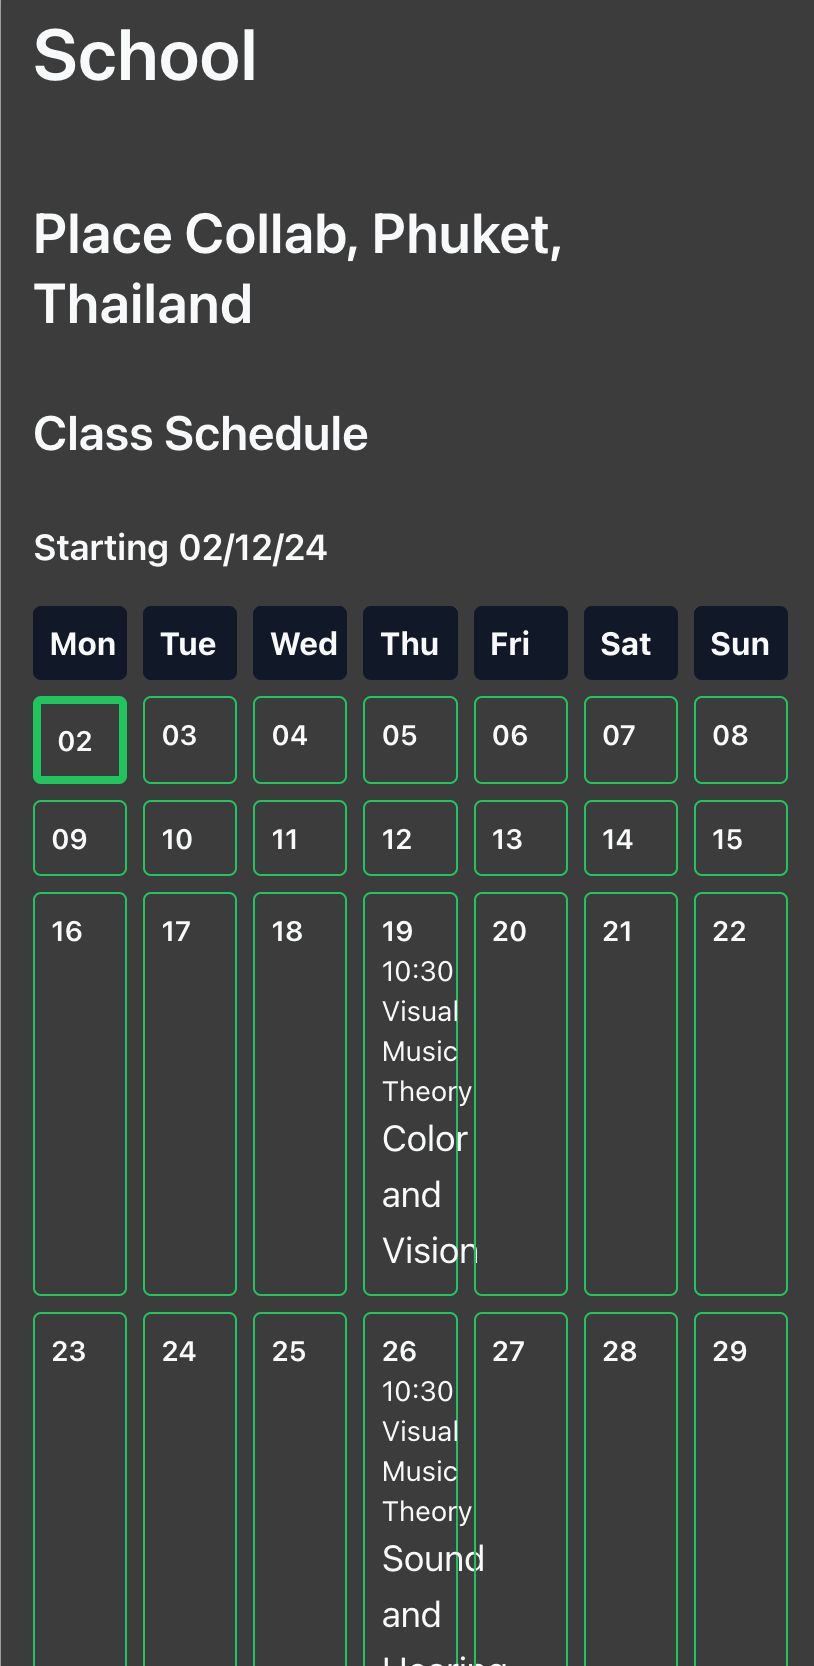 School
Place Collab, Phuket,
Thailand
Class Schedule
Starting 02/12/24
Mon Tue Wed Thu Fri Sat Sun
02 03 04 05 06 07 08
09 10 11 12 13 14 15
16 17 18 19 20 21 22
10:30
Visual
Music
Theory
Color
and
Vision
23 24 25 26 27 28 29
10:30
Visual
Music
Theory
Sound
and
Hearing